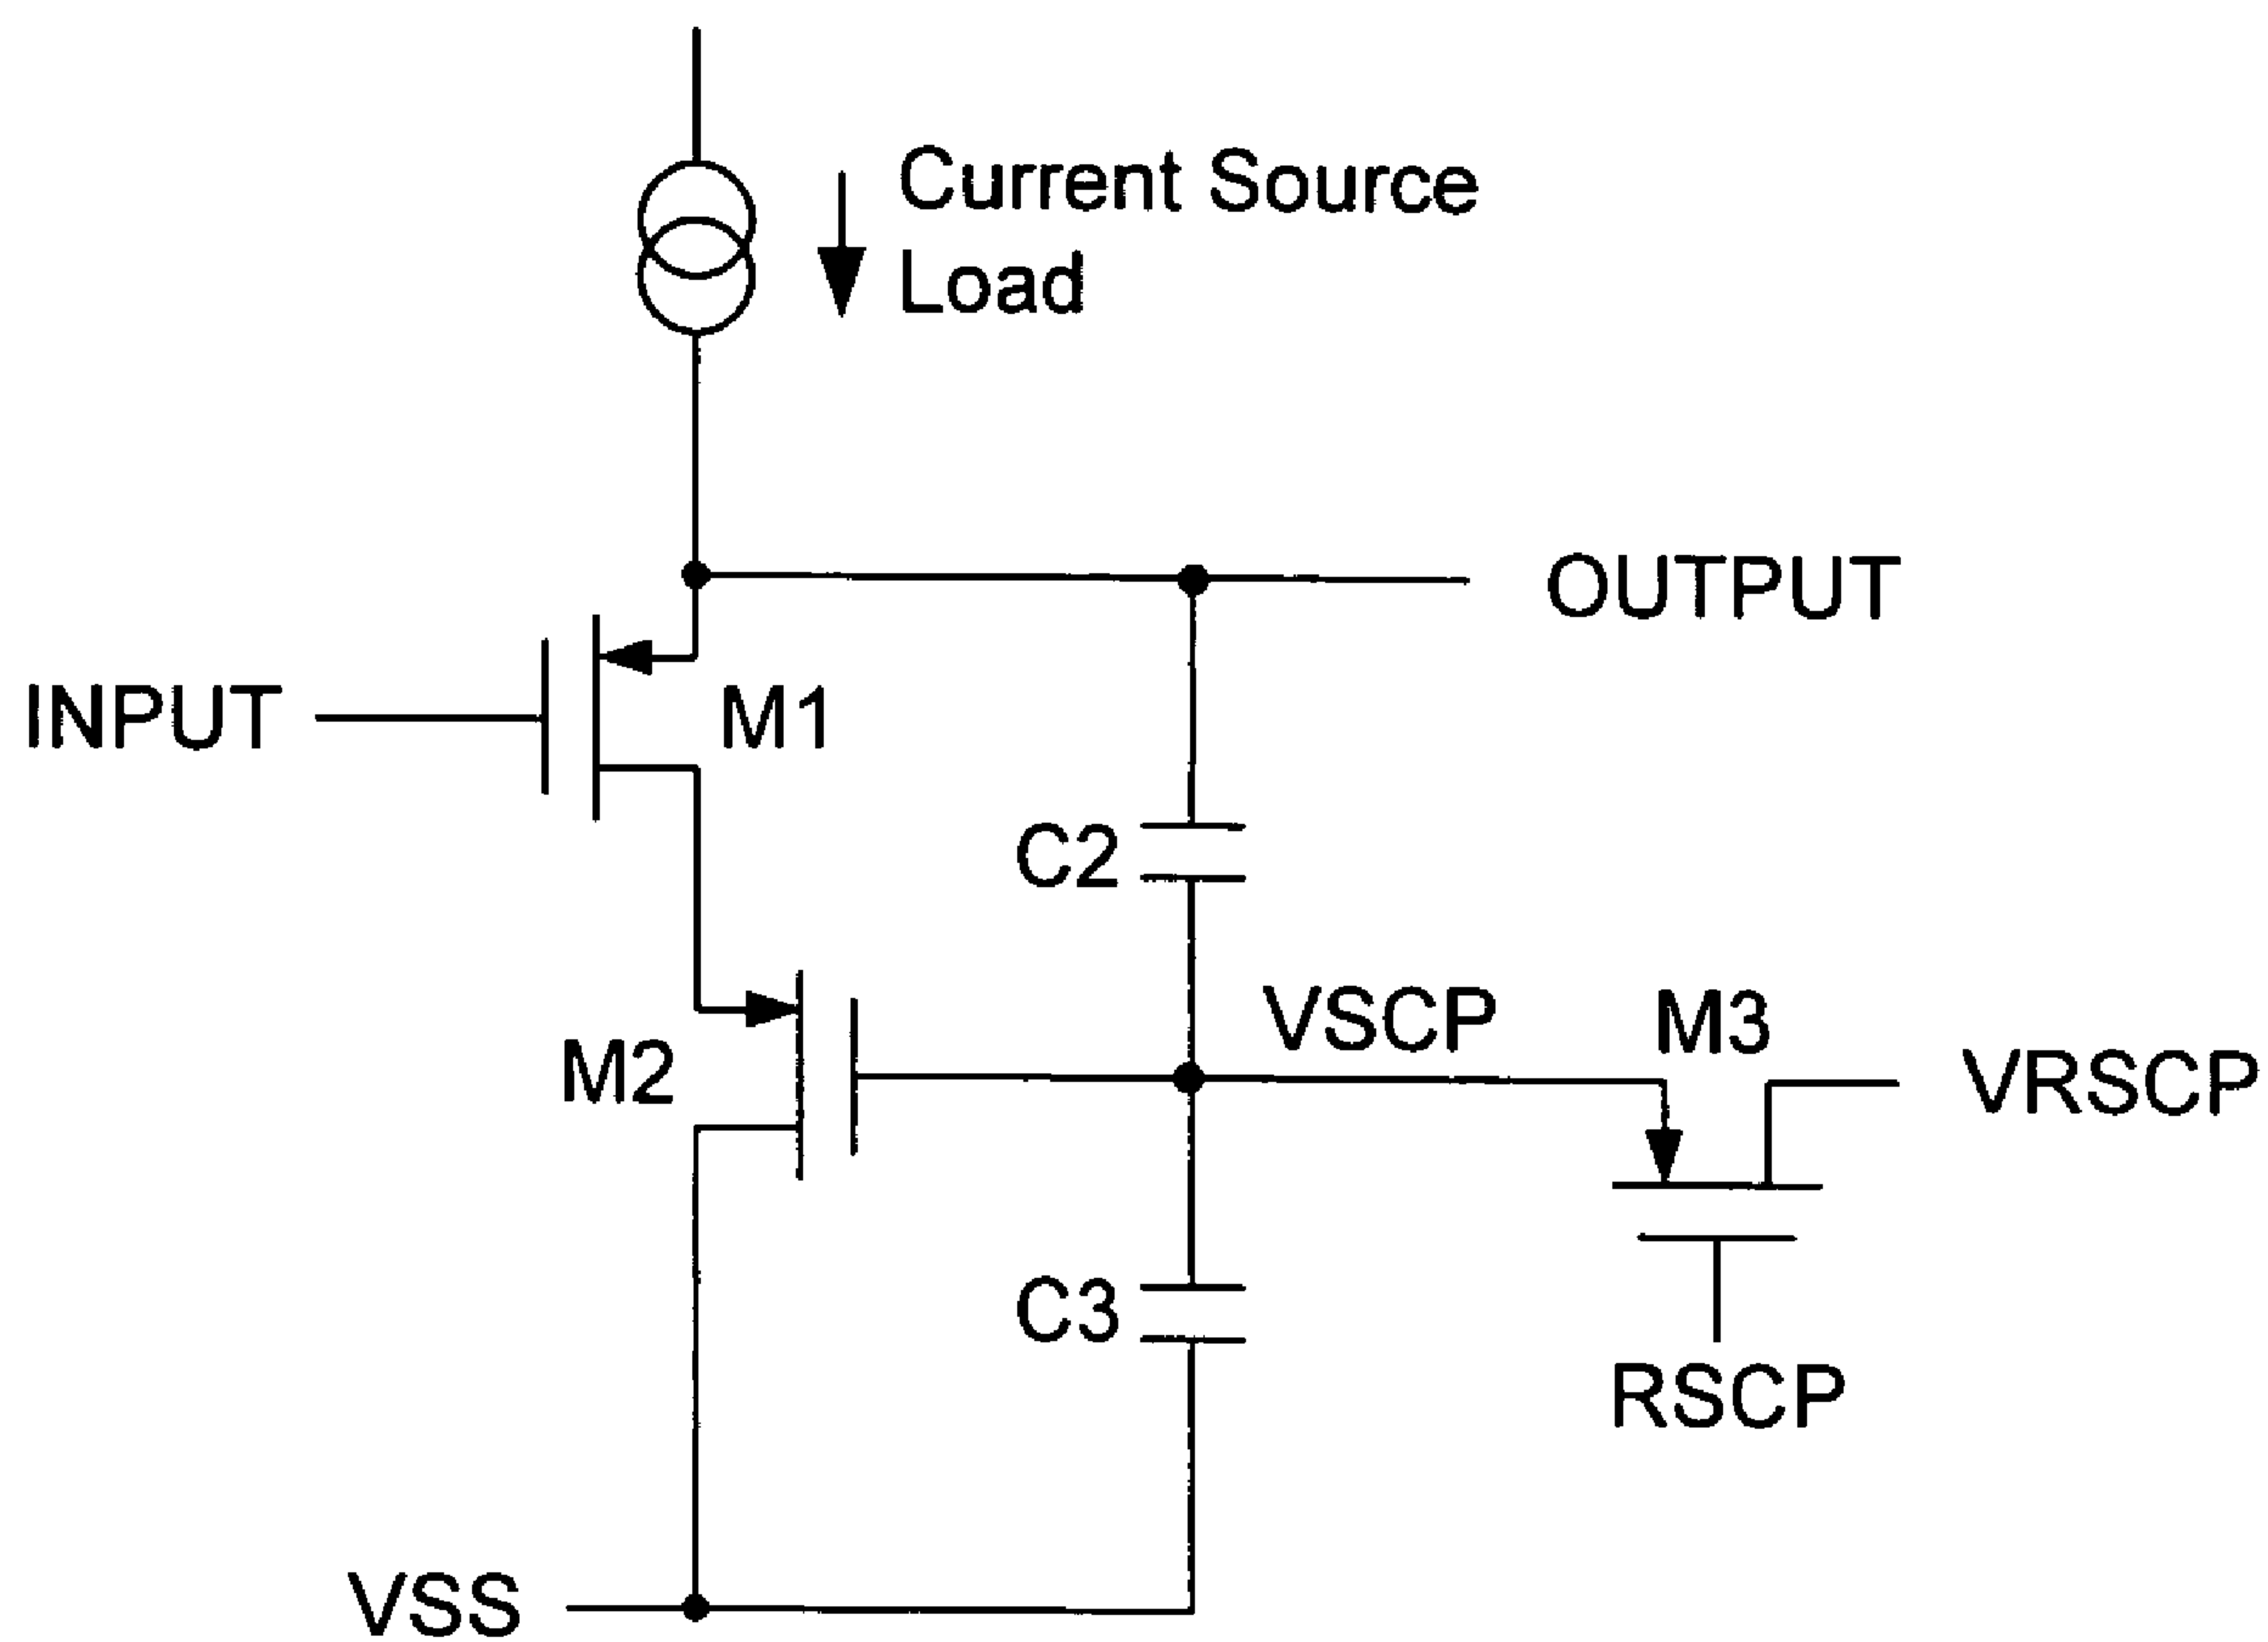 Current Source
Load
OUTPUT
INPUT
M1
C2
VSCP
M3
VRSCP
M2
C3
RSCP
VSS